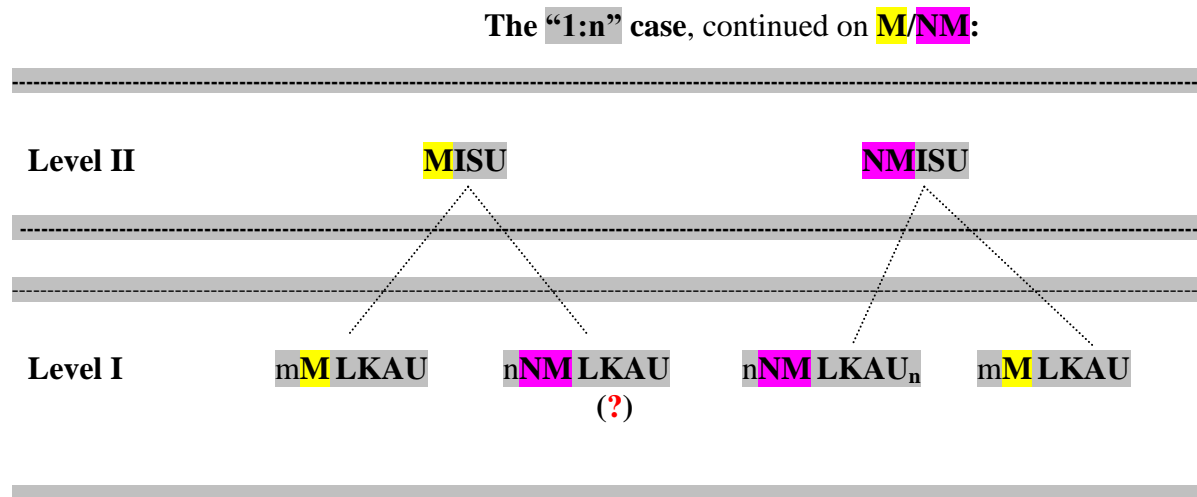 The “1:n” case, continued on M/NM:
Level II MISU NMISU
Level I mM LKAU nNM LKAU nNM LKAUn mM LKAU
(?)